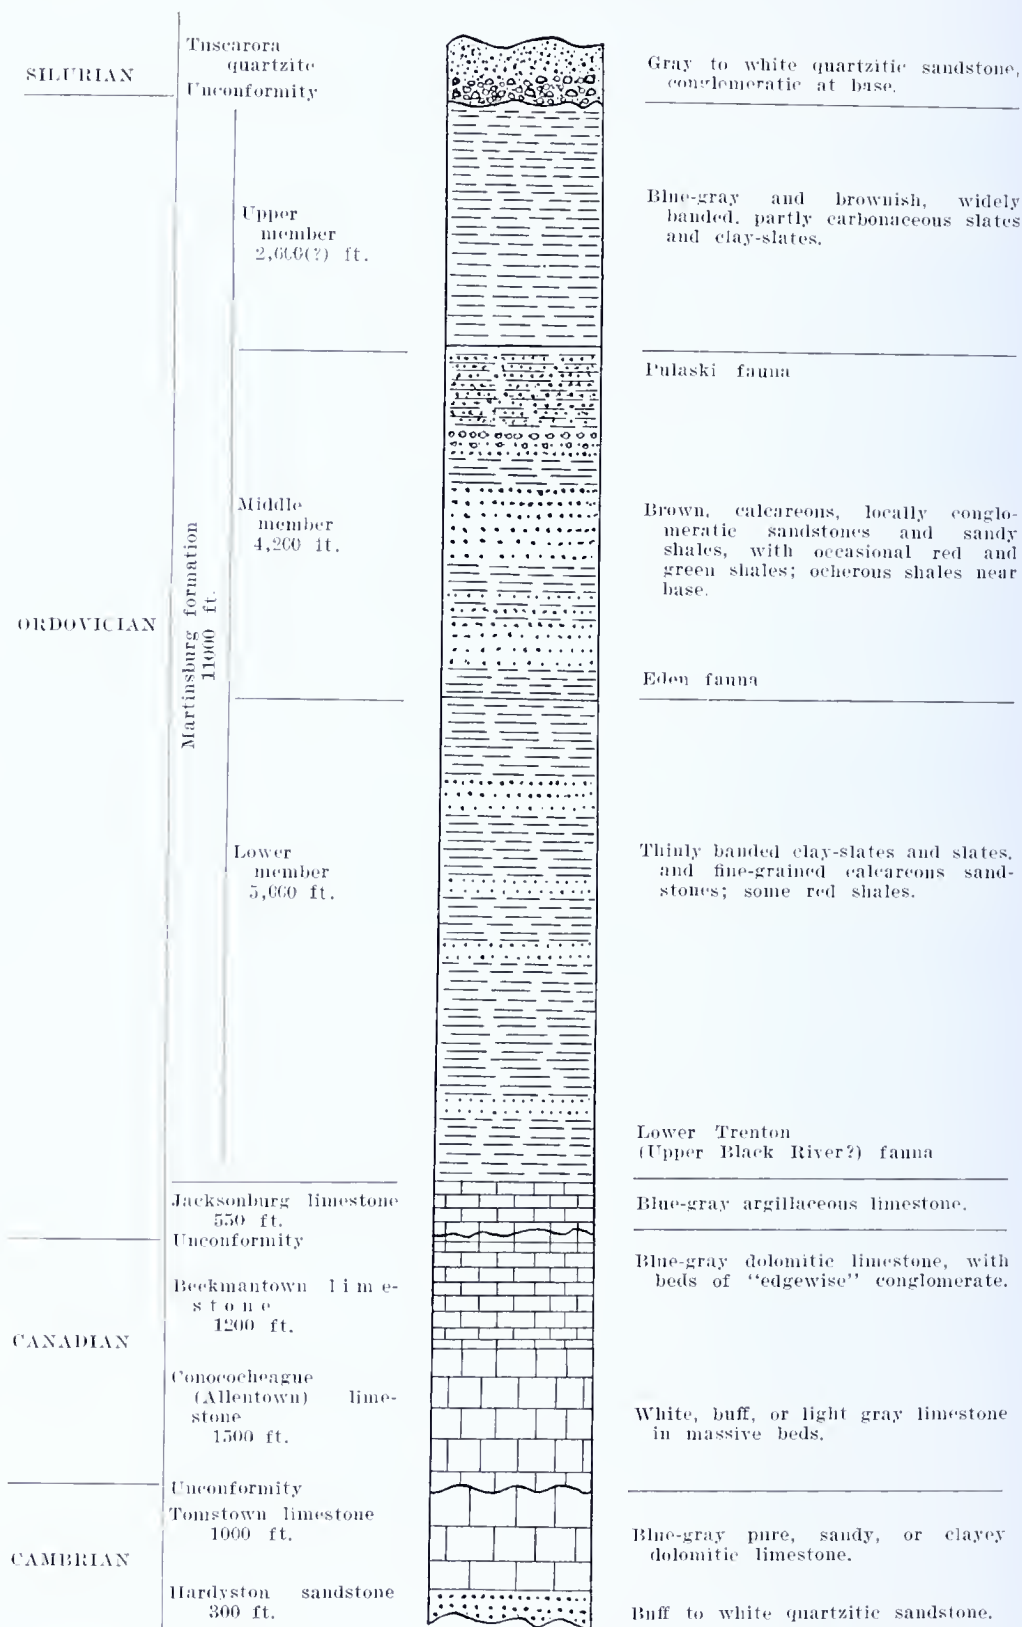 SILURIAN
Tuscarora
quartzite
Unconformity
Gray to white quartzitic sandstone,
conglomeratic at base.
ORDOVICIAN
Martinsburg formation
11000 ft.
Upper
member
2,600(?) ft.
Blue-gray and brownish, widely
banded, partly carbonaceous slates
and clay-slates.
Pulaski fauna
Middle
member
4,200 ft.
Brown, calcareous, locally conglo-
meratic sandstones and sandy
shales, with occasional red and
green shales; ocherous shales near
base.
Eden fauna
Lower
member
5,000 ft.
Thinly banded clay-slates and slates,
and fine-grained calcareous sand-
stones; some red shales.
Lower Trenton
(Upper Black River?) fauna
Jacksonburg limestone
550 ft.
Unconformity
Blue-gray argillaceous limestone.
CANADIAN
Beekmantown lime-
stone
1200 ft.
Blue-gray dolomitic limestone, with
beds of “edgewise” conglomerate.
Conococheague
(Allentown) lime-
stone
1500 ft.
White, buff, or light gray limestone
in massive beds.
Unconformity
CAMBRIAN
Tomstown limestone
1000 ft.
Blue-gray pure, sandy, or clayey
dolomitic limestone.
Hardyston sandstone
300 ft.
Buff to white quartzitic sandstone.